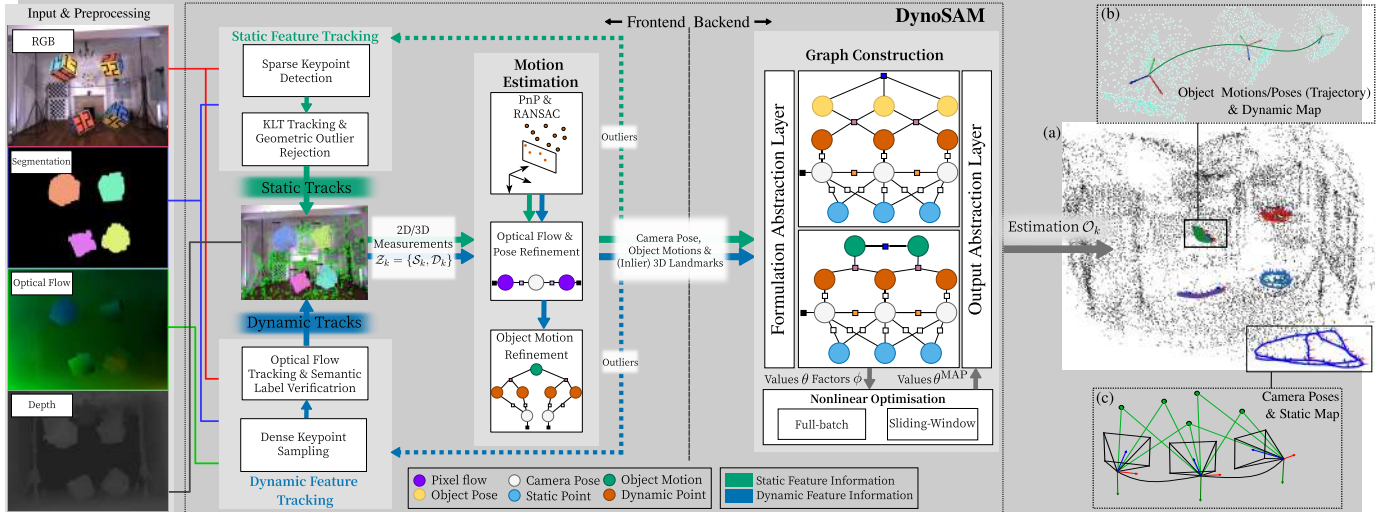 Input & Preprocessing
RGB
Segmentation
Optical Flow
Depth
Static Feature Tracking
Sparse Keypoint
Detection
KLT Tracking &
Geometric Outlier
Rejection
Static Tracks
Dynamic Tracks
Optical Flow
Tracking & Semantic
Label Verificatrion
Dense Keypoint
Sampling
Dynamic Feature
Tracking
2D/3D
Measurements
𝒵ₖ = {𝒮ₖ, 𝒟ₖ}
Motion
Estimation
PnP &
RANSAC
Optical Flow &
Pose Refinement
Object Motion
Refinement
Outliers
Outliers
Frontend
Backend
DynoSAM
Camera Pose,
Object Motions &
(Inlier) 3D Landmarks
Graph Construction
Formulation Abstraction Layer
Output Abstraction Layer
Values θ Factors ϕ
Values θᴹᴬᴾ
Nonlinear Optimisation
Full-batch
Sliding-Window
Pixel flow
Camera Pose
Object Motion
Object Pose
Static Point
Dynamic Point
Static Feature Information
Dynamic Feature Information
Estimation 𝒪ₖ
(b)
Object Motions/Poses (Trajectory)
& Dynamic Map
(a)
Camera Poses
& Static Map
(c)